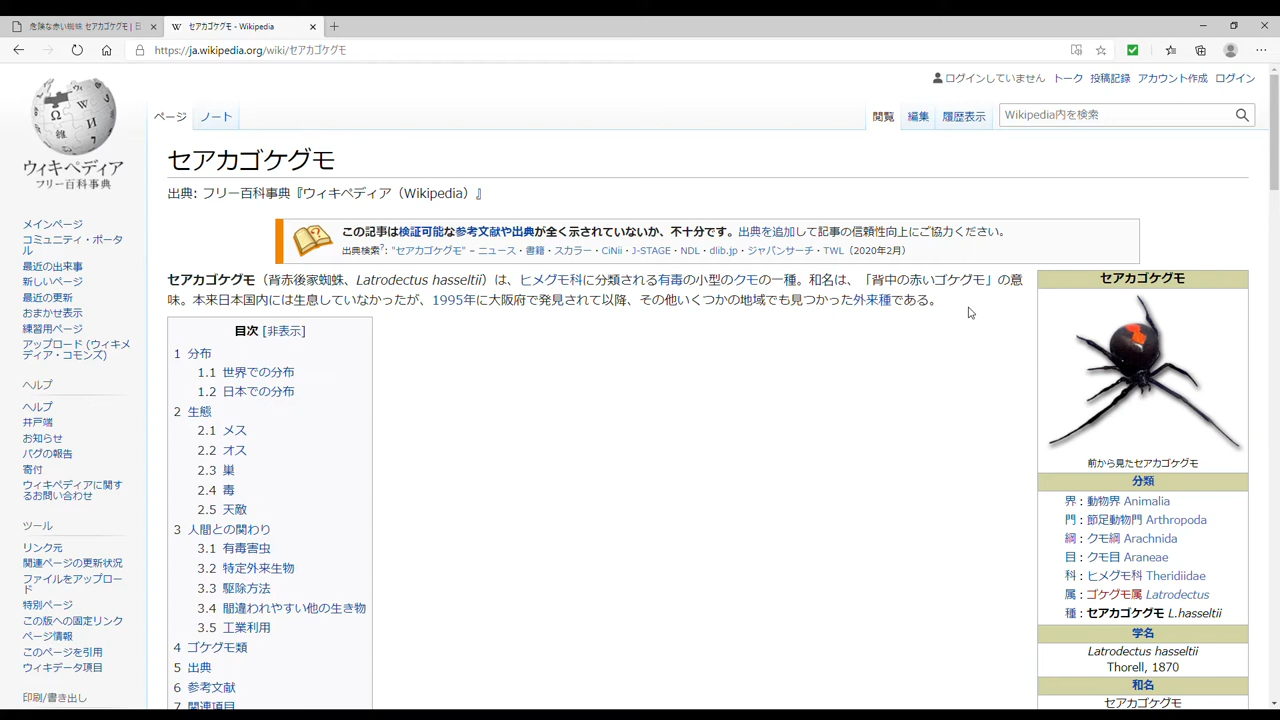 危険な赤い蜘蛛 セアカゴケグモ | 日
セアカゴケグモ - Wikipedia
https://ja.wikipedia.org/wiki/セアカゴケグモ
ログインしていません トーク 投稿記録 アカウント作成 ログイン
ページ ノート 閲覧 編集 履歴表示 Wikipedia内を検索
ウィキペディア
フリー百科事典
メインページ
コミュニティ・ポータ
ル
最近の出来事
新しいページ
最近の更新
おまかせ表示
練習用ページ
アップロード (ウィキメ
ディア・コモンズ)
ヘルプ
ヘルプ
井戸端
お知らせ
バグの報告
寄付
ウィキペディアに関す
るお問い合わせ
ツール
リンク元
関連ページの更新状況
ファイルをアップロー
ド
特別ページ
この版への固定リンク
ページ情報
このページを引用
ウィキデータ項目
印刷/書き出し
セアカゴケグモ
出典: フリー百科事典『ウィキペディア（Wikipedia）』
この記事は検証可能な参考文献や出典が全く示されていないか、不十分です。出典を追加して記事の信頼性向上にご協力ください。
出典検索?: "セアカゴケグモ" – ニュース・書籍・スカラー・CiNii・J-STAGE・NDL・dlib.jp・ジャパンサーチ・TWL（2020年2月）
セアカゴケグモ（背赤後家蜘蛛、Latrodectus hasseltii）は、ヒメグモ科に分類される有毒の小型のクモの一種。和名は、「背中の赤いゴケグモ」の意
味。本来日本国内には生息していなかったが、1995年に大阪府で発見されて以降、その他いくつかの地域でも見つかった外来種である。
目次 [非表示]
1 分布
1.1 世界での分布
1.2 日本での分布
2 生態
2.1 メス
2.2 オス
2.3 巣
2.4 毒
2.5 天敵
3 人間との関わり
3.1 有毒害虫
3.2 特定外来生物
3.3 駆除方法
3.4 間違われやすい他の生き物
3.5 工業利用
4 ゴケグモ類
5 出典
6 参考文献
7 関連項目
セアカゴケグモ
前から見たセアカゴケグモ
分類
界 : 動物界 Animalia
門 : 節足動物門 Arthropoda
綱 : クモ綱 Arachnida
目 : クモ目 Araneae
科 : ヒメグモ科 Theridiidae
属 : ゴケグモ属 Latrodectus
種 : セアカゴケグモ L.hasseltii
学名
Latrodectus hasseltii
Thorell, 1870
和名
セアカゴケグモ